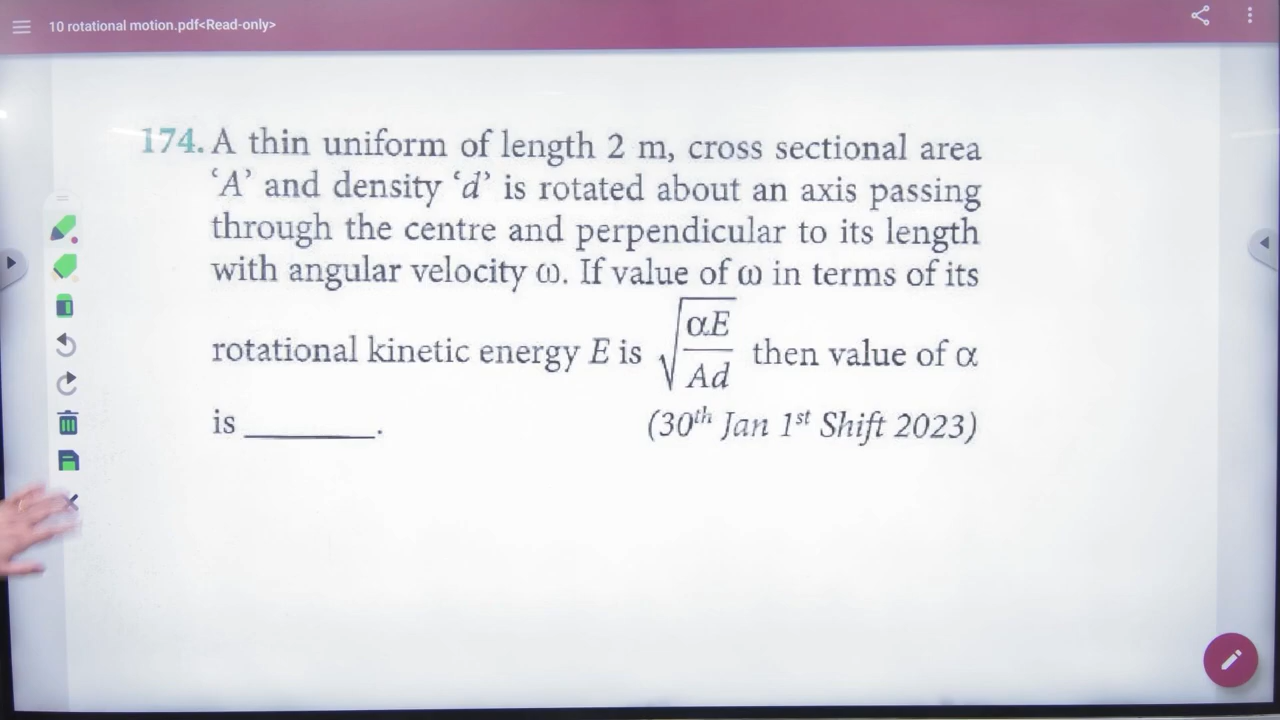 10 rotational motion.pdf<Read-only>
174. A thin uniform of length 2 m, cross sectional area
‘A’ and density ‘d’ is rotated about an axis passing
through the centre and perpendicular to its length
with angular velocity ω. If value of ω in terms of its
rotational kinetic energy E is √(αE/Ad) then value of α
is ________. (30th Jan 1st Shift 2023)